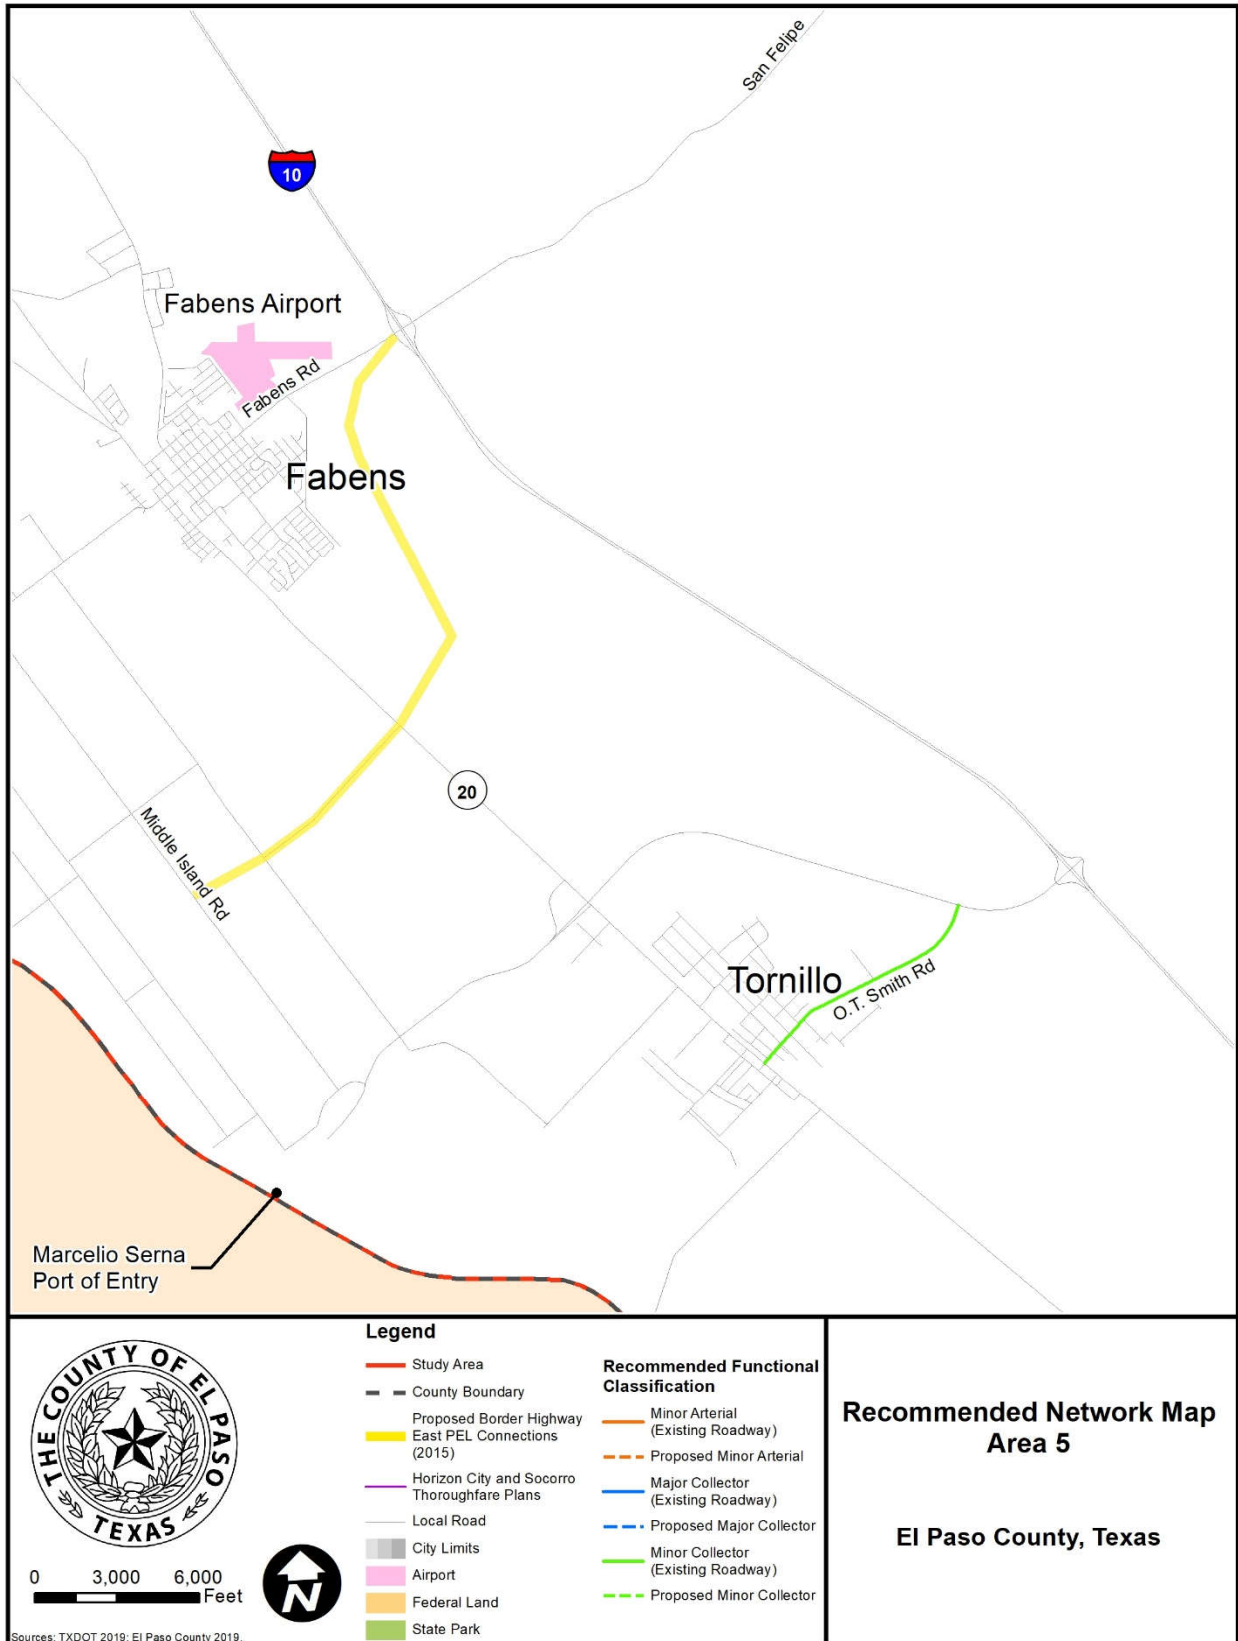 San Felipe
10
Fabens Airport
Fabens Rd
Fabens
20
Middle Island Rd
Tornillo
O.T. Smith Rd
Marcelio Serna
Port of Entry
THE COUNTY OF EL PASO
TEXAS
0 3,000 6,000
Feet
N
Sources: TXDOT 2019; El Paso County 2019.
Legend
Study Area
County Boundary
Proposed Border Highway
East PEL Connections
(2015)
Horizon City and Socorro
Thoroughfare Plans
Local Road
City Limits
Airport
Federal Land
State Park
Recommended Functional
Classification
Minor Arterial
(Existing Roadway)
Proposed Minor Arterial
Major Collector
(Existing Roadway)
Proposed Major Collector
Minor Collector
(Existing Roadway)
Proposed Minor Collector
Recommended Network Map
Area 5
El Paso County, Texas